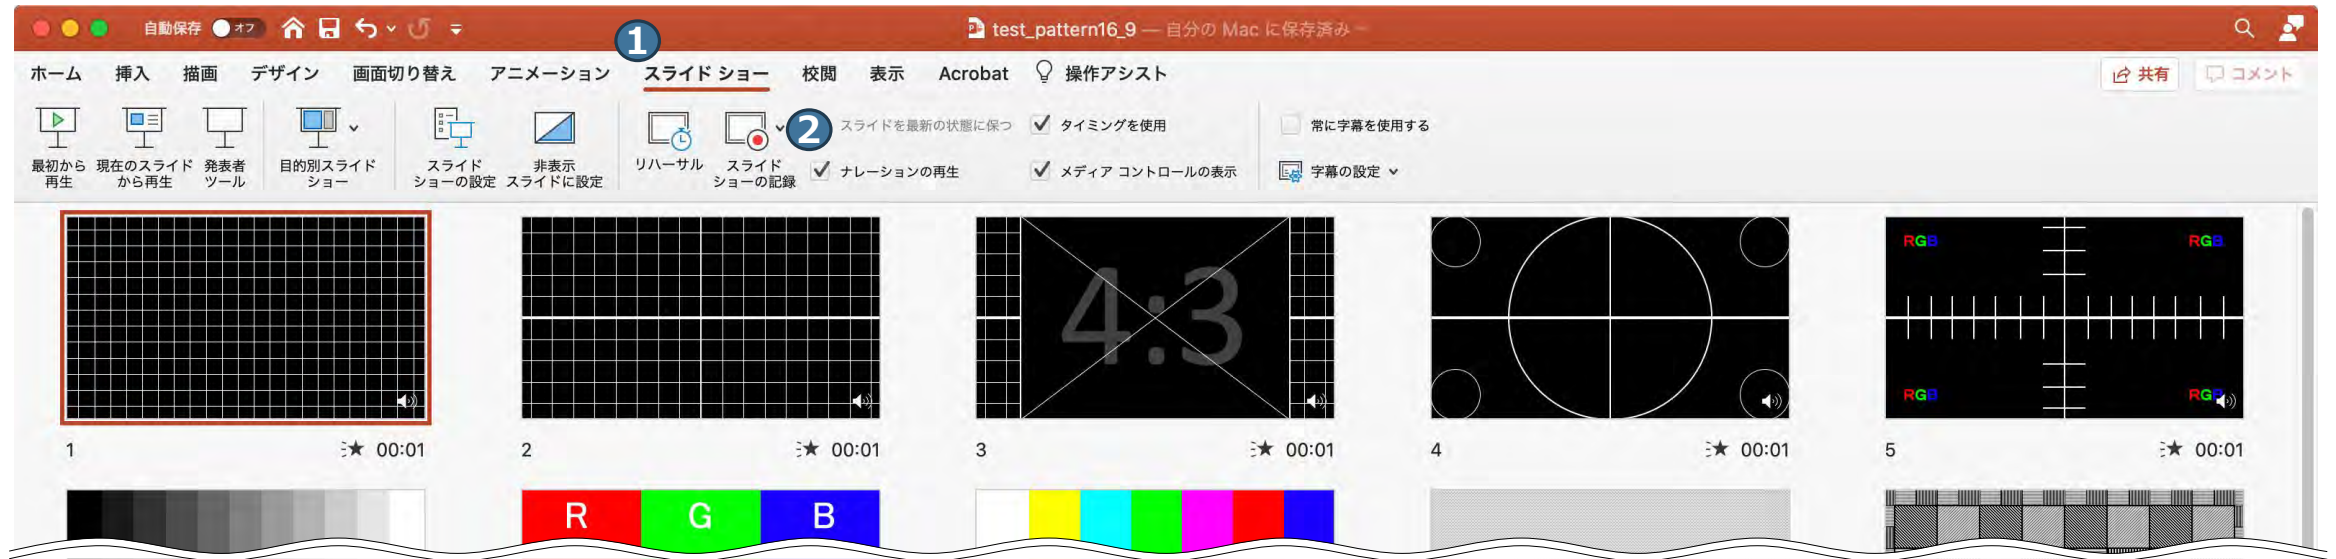 自動保存 オフ
test_pattern16_9 — 自分の Mac に保存済み
1
ホーム 挿入 描画 デザイン 画面切り替え アニメーション スライド ショー 校閲 表示 Acrobat 操作アシスト 共有 コメント
2
スライドを最新の状態に保つ タイミングを使用 常に字幕を使用する
最初から
再生
現在のスライド
から再生
発表者
ツール
目的別スライド
ショー
スライド
ショーの設定
非表示
スライドに設定
リハーサル
スライド
ショーの記録
ナレーションの再生 メディア コントロールの表示 字幕の設定
4:3
RGB RGB
RGB RGB
1 00:01 2 00:01 3 00:01 4 00:01 5 00:01
R G B